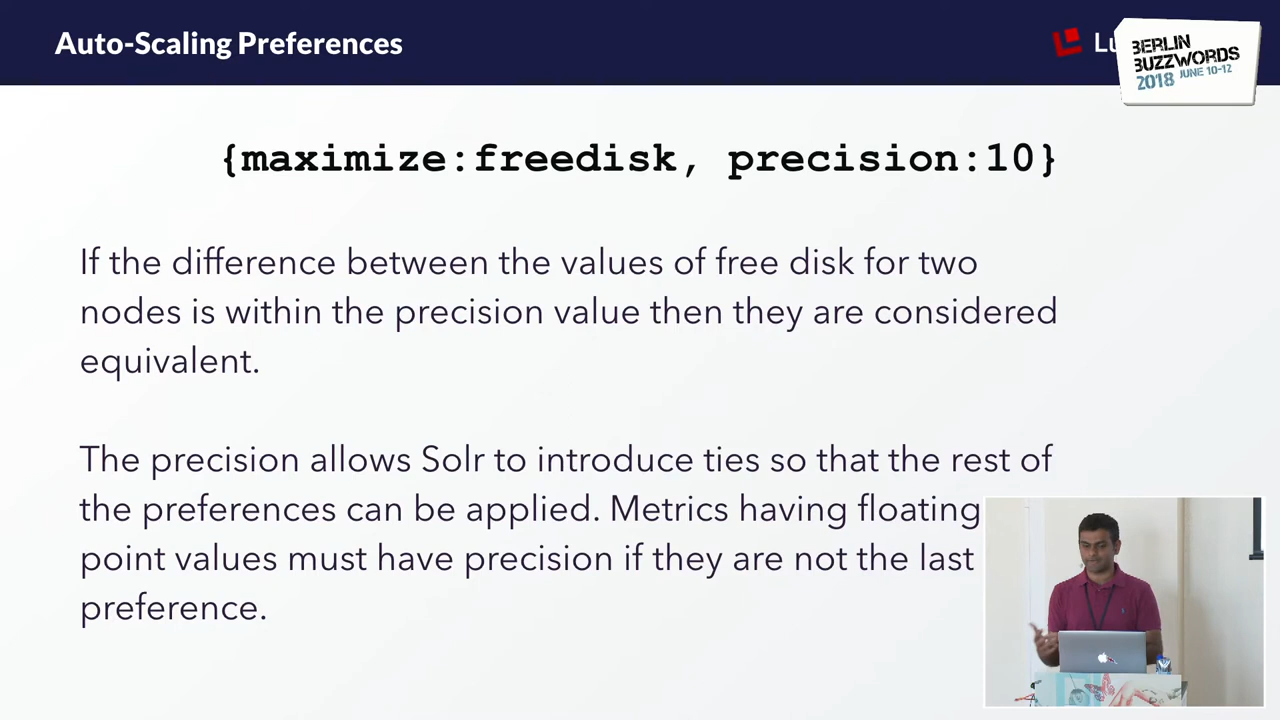 Auto-Scaling Preferences
Lu
BERLIN
BUZZWORDS
2018 JUNE 10-12
{maximize:freedisk, precision:10}
If the difference between the values of free disk for two
nodes is within the precision value then they are considered
equivalent.
The precision allows Solr to introduce ties so that the rest of
the preferences can be applied. Metrics having floating
point values must have precision if they are not the last
preference.